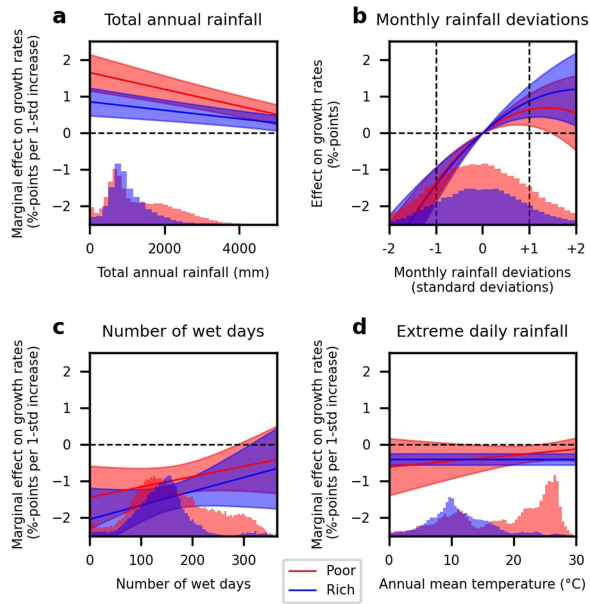 a Total annual rainfall
Marginal effect on growth rates
(%-points per 1-std increase)
2
1
0
−1
−2
0 2000 4000
Total annual rainfall (mm)
b Monthly rainfall deviations
Effect on growth rates
(%-points)
2
1
0
−1
−2
-2 -1 0 +1 +2
Monthly rainfall deviations
(standard deviations)
c Number of wet days
Marginal effect on growth rates
(%-points per 1-std increase)
2
1
0
−1
−2
0 100 200 300
Number of wet days
d Extreme daily rainfall
Marginal effect on growth rates
(%-points per 1-std increase)
2
1
0
−1
−2
0 10 20 30
Annual mean temperature (°C)
Poor
Rich